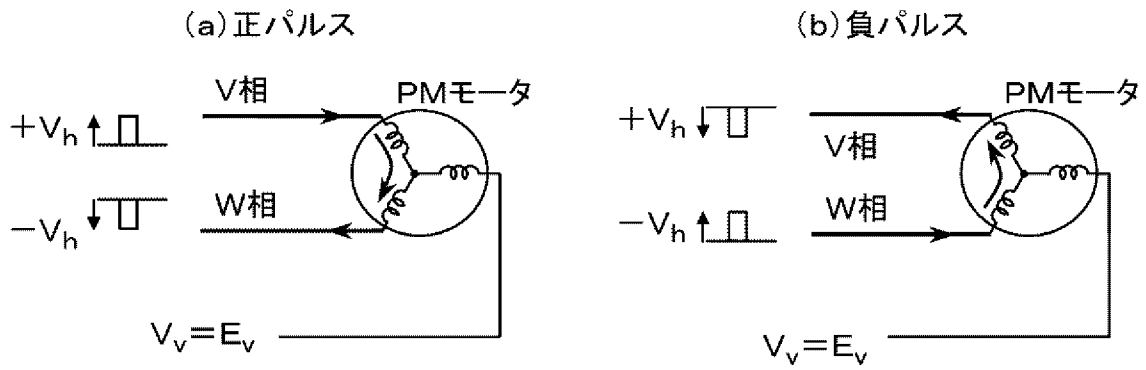 (a)正パルス
V相
PMモータ
+Vh
W相
-Vh
Vv=Ev
(b)負パルス
PMモータ
+Vh
V相
W相
-Vh
Vv=Ev